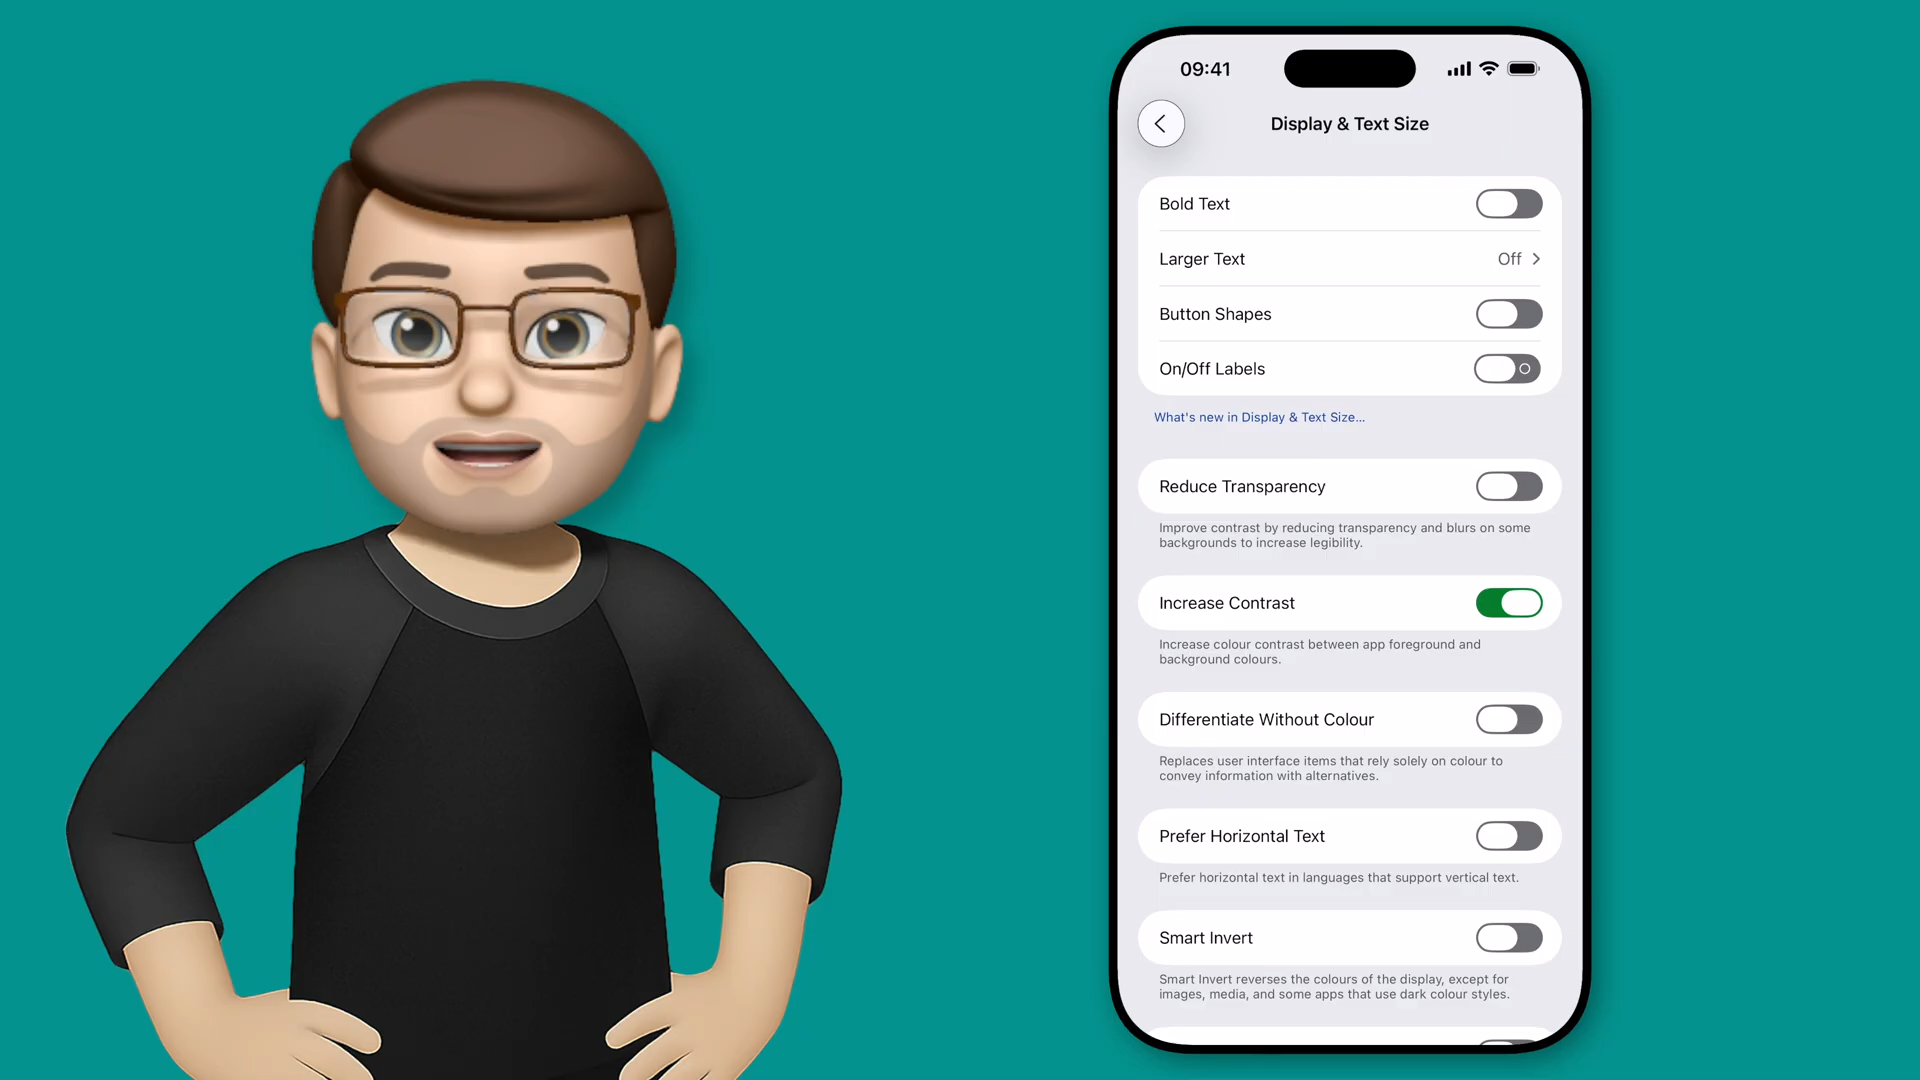 09:41
Display & Text Size
Bold Text
Larger Text Off
Button Shapes
On/Off Labels
What's new in Display & Text Size...
Reduce Transparency
Improve contrast by reducing transparency and blurs on some
backgrounds to increase legibility.
Increase Contrast
Increase colour contrast between app foreground and
background colours.
Differentiate Without Colour
Replaces user interface items that rely solely on colour to
convey information with alternatives.
Prefer Horizontal Text
Prefer horizontal text in languages that support vertical text.
Smart Invert
Smart Invert reverses the colours of the display, except for
images, media, and some apps that use dark colour styles.